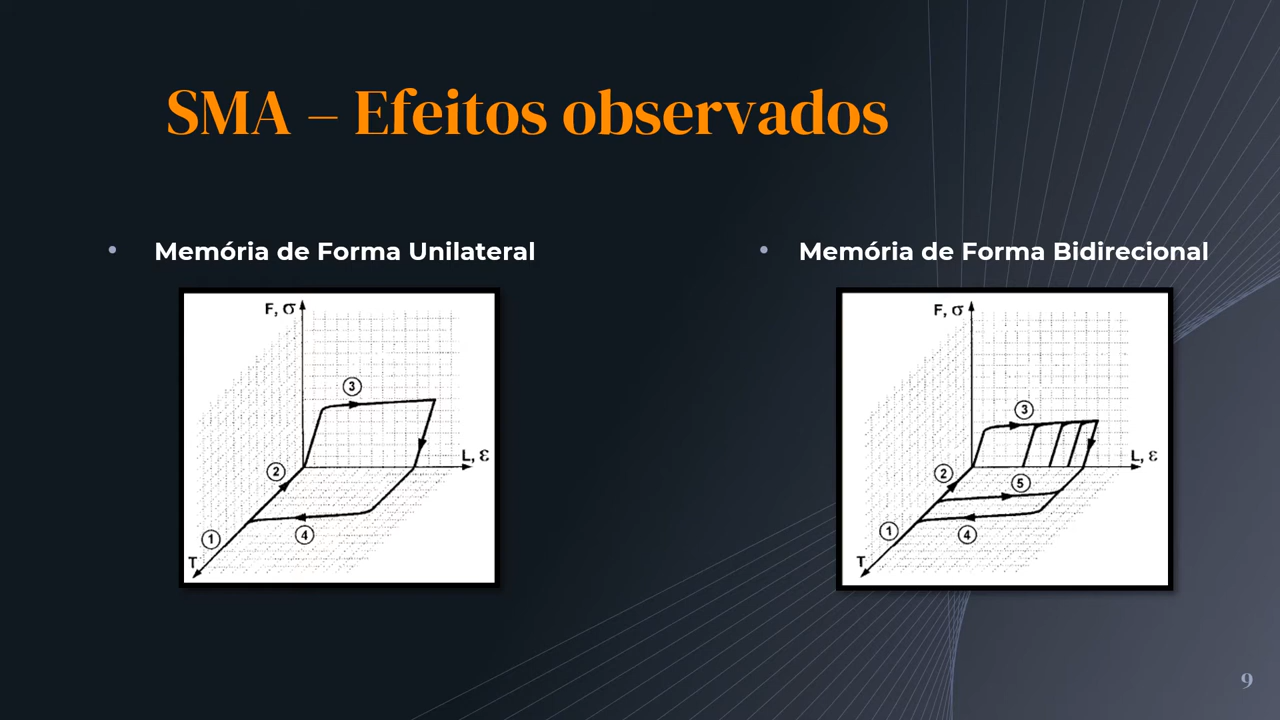 SMA – Efeitos observados
• Memória de Forma Unilateral
F, σ
3
L, ε
2
1
4
T
• Memória de Forma Bidirecional
F, σ
3
L, ε
2
5
1
4
T
9